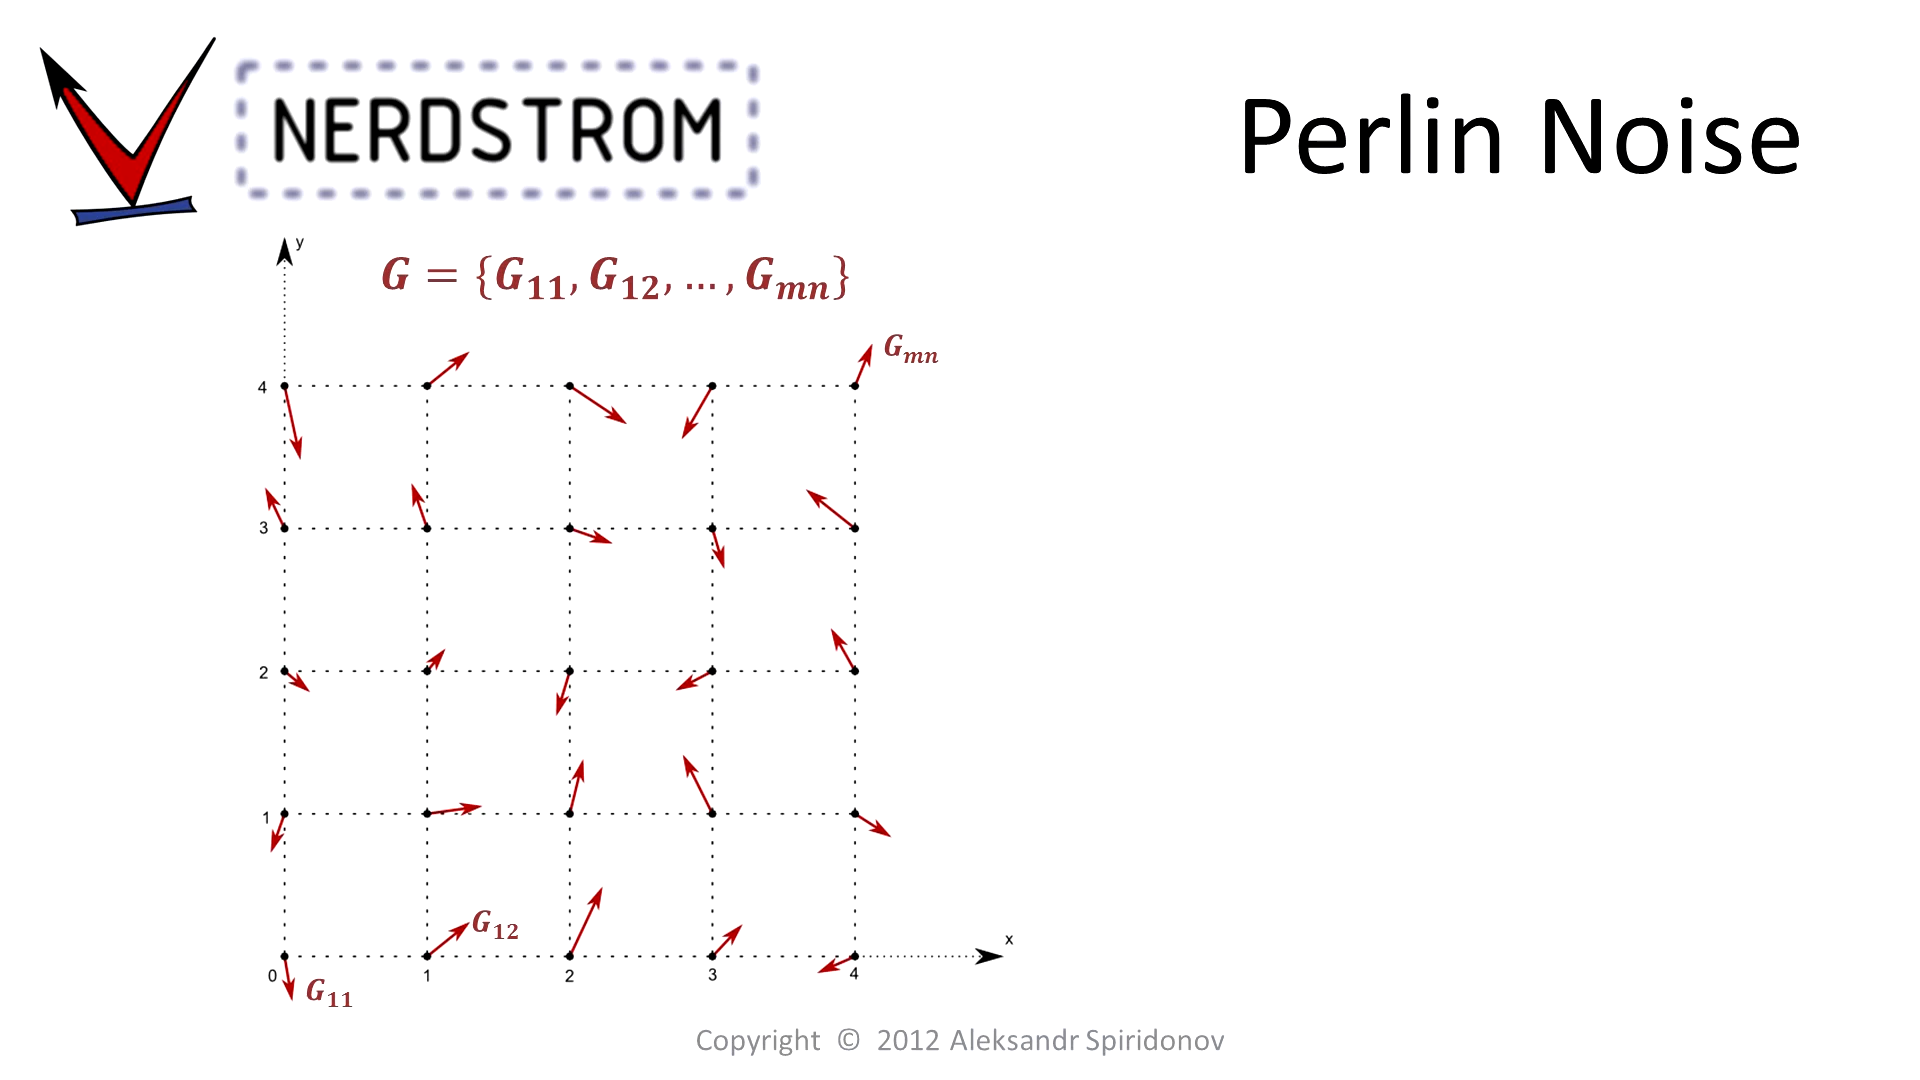 NERDSTROM
Perlin Noise
y
G = {G₁₁, G₁₂, … , Gₘₙ}
Gₘₙ
4
3
2
1
G₁₂
x
0
1
2
3
4
G₁₁
Copyright © 2012 Aleksandr Spiridonov